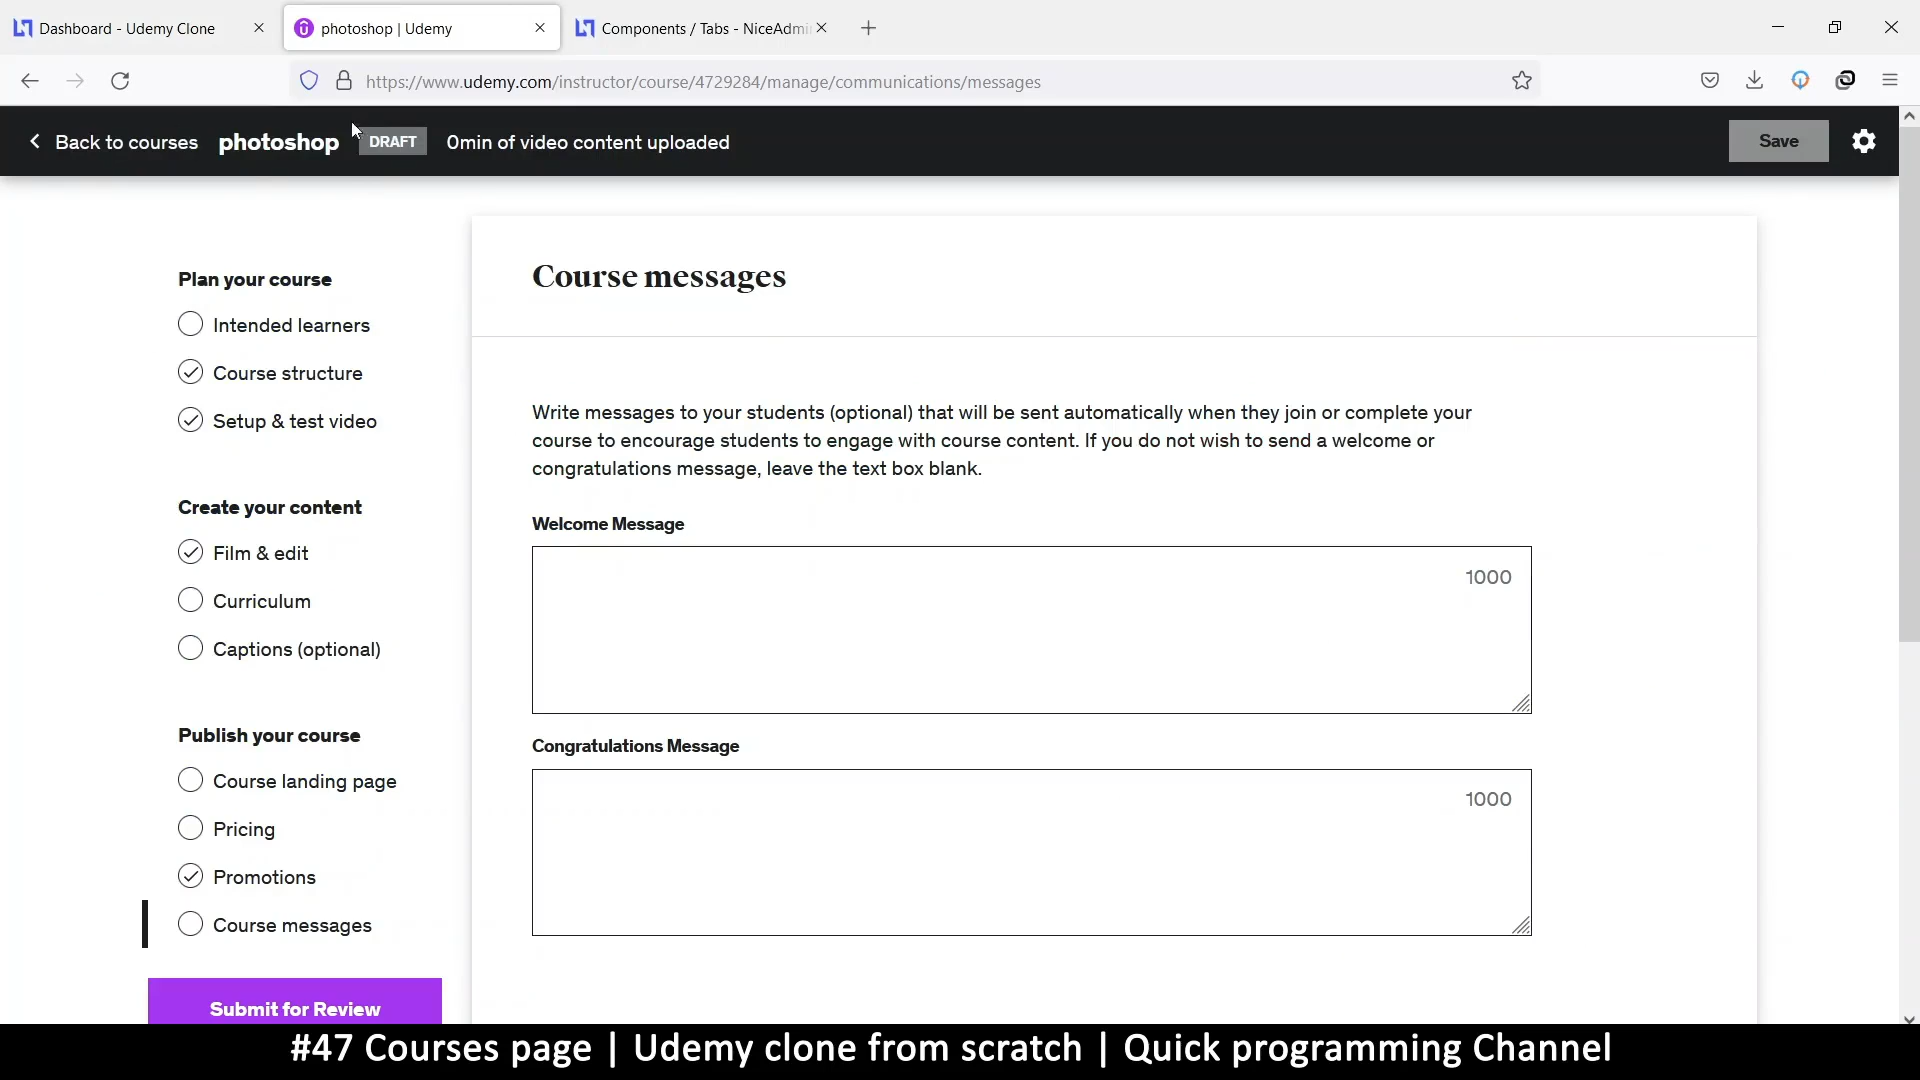 Dashboard - Udemy Clone
photoshop | Udemy
Components / Tabs - NiceAdmi
https://www.udemy.com/instructor/course/4729284/manage/communications/messages
Back to courses
photoshop
DRAFT
0min of video content uploaded
Save
Plan your course
Intended learners
Course structure
Setup & test video
Create your content
Film & edit
Curriculum
Captions (optional)
Publish your course
Course landing page
Pricing
Promotions
Course messages
Submit for Review
Course messages
Write messages to your students (optional) that will be sent automatically when they join or complete your
course to encourage students to engage with course content. If you do not wish to send a welcome or
congratulations message, leave the text box blank.
Welcome Message
1000
Congratulations Message
1000
#47 Courses page | Udemy clone from scratch | Quick programming Channel